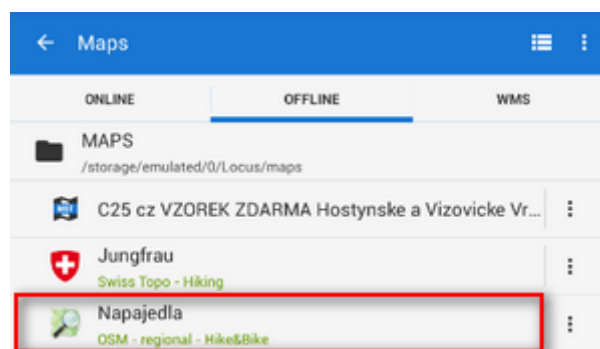 Maps
ONLINE OFFLINE WMS
MAPS
/storage/emulated/0/Locus/maps
C25 cz VZOREK ZDARMA Hostynske a Vizovicke Vr...
Jungfrau
Swiss Topo - Hiking
Napajedla
OSM - regional - Hike&Bike